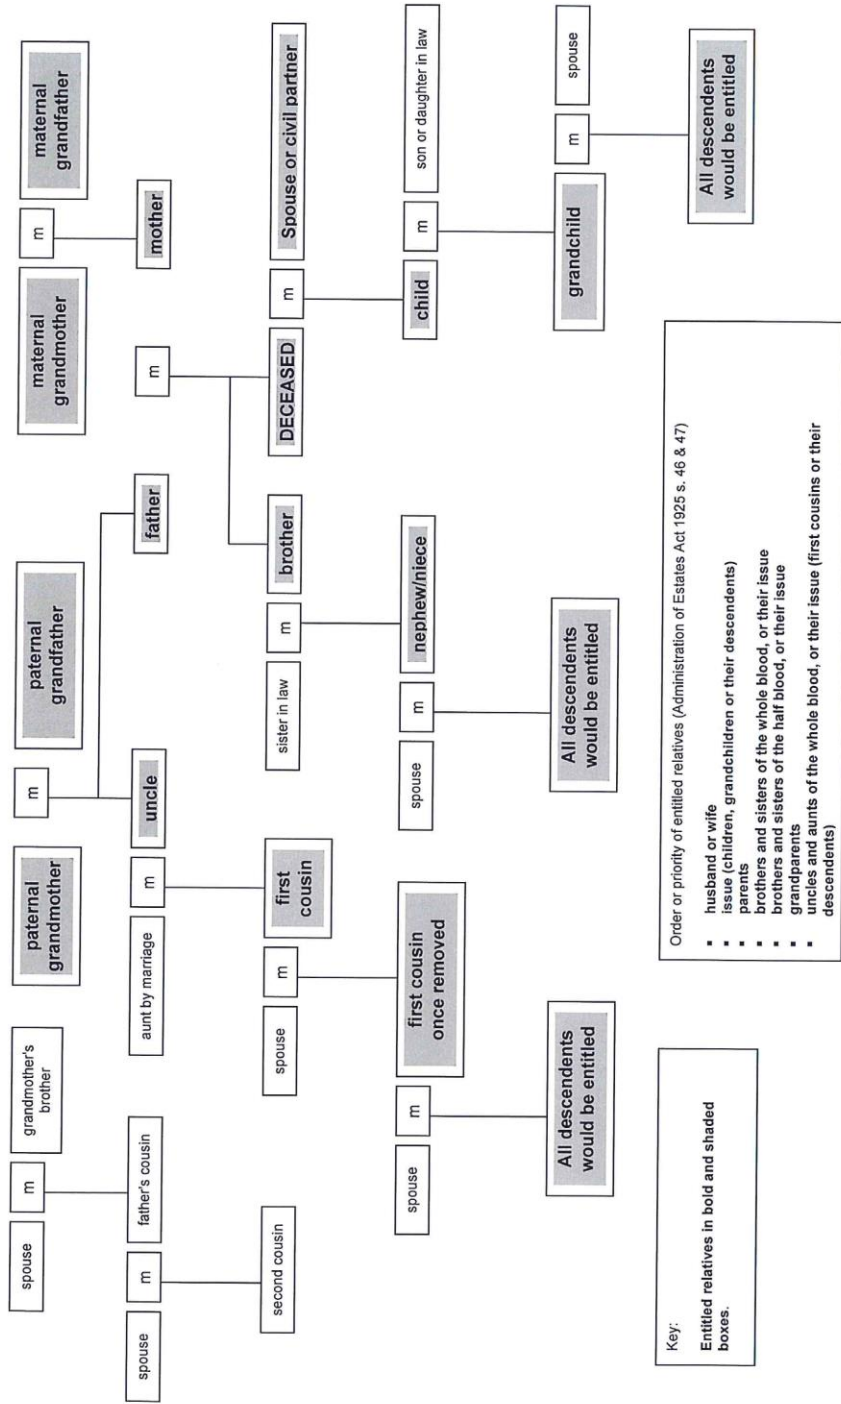 spouse
m
grandmother's
brother
paternal
grandmother
m
paternal
grandfather
maternal
grandmother
m
maternal
grandfather
spouse
m
father's cousin
aunt by marriage
m
uncle
father
m
mother
second cousin
spouse
m
first
cousin
sister in law
m
brother
DECEASED
m
Spouse or civil partner
spouse
m
first cousin
once removed
spouse
m
nephew/niece
child
m
son or daughter in law
All descendents
would be entitled
All descendents
would be entitled
grandchild
m
spouse
All descendents
would be entitled
Key:
Entitled relatives in bold and shaded
boxes.
Order or priority of entitled relatives (Administration of Estates Act 1925 s. 46 & 47)
▪ husband or wife
▪ issue (children, grandchildren or their descendents)
▪ parents
▪ brothers and sisters of the whole blood, or their issue
▪ brothers and sisters of the half blood, or their issue
▪ grandparents
▪ uncles and aunts of the whole blood, or their issue (first cousins or their
descendents)